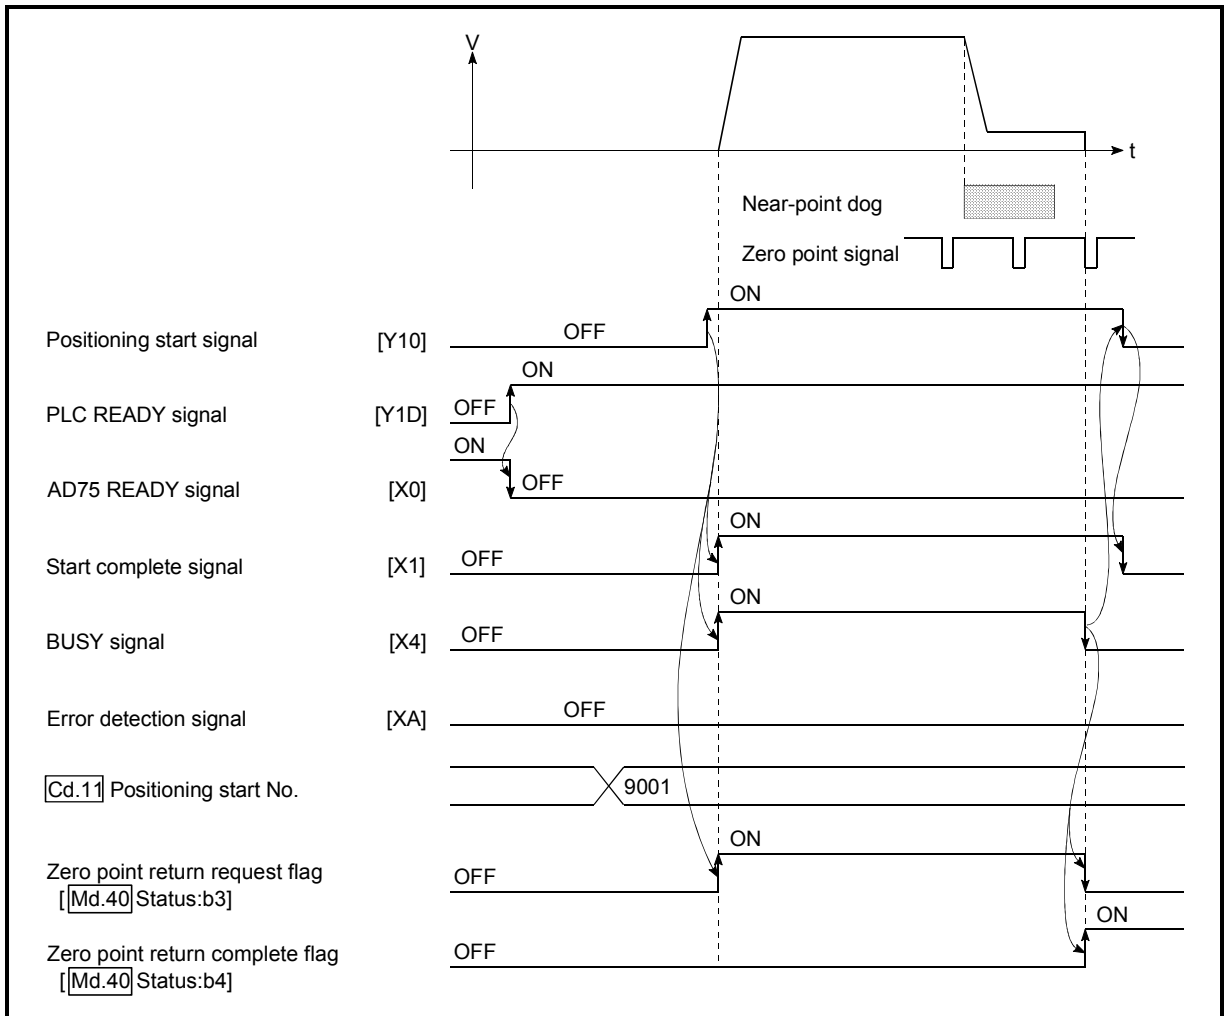 V
t
Near-point dog
Zero point signal
ON
Positioning start signal [Y10] OFF
ON
PLC READY signal [Y1D] OFF
ON
AD75 READY signal [X0] OFF
ON
Start complete signal [X1] OFF
ON
BUSY signal [X4] OFF
Error detection signal [XA] OFF
Cd.11 Positioning start No. 9001
ON
Zero point return request flag OFF
[ Md.40 Status:b3]
ON
Zero point return complete flag OFF
[ Md.40 Status:b4]